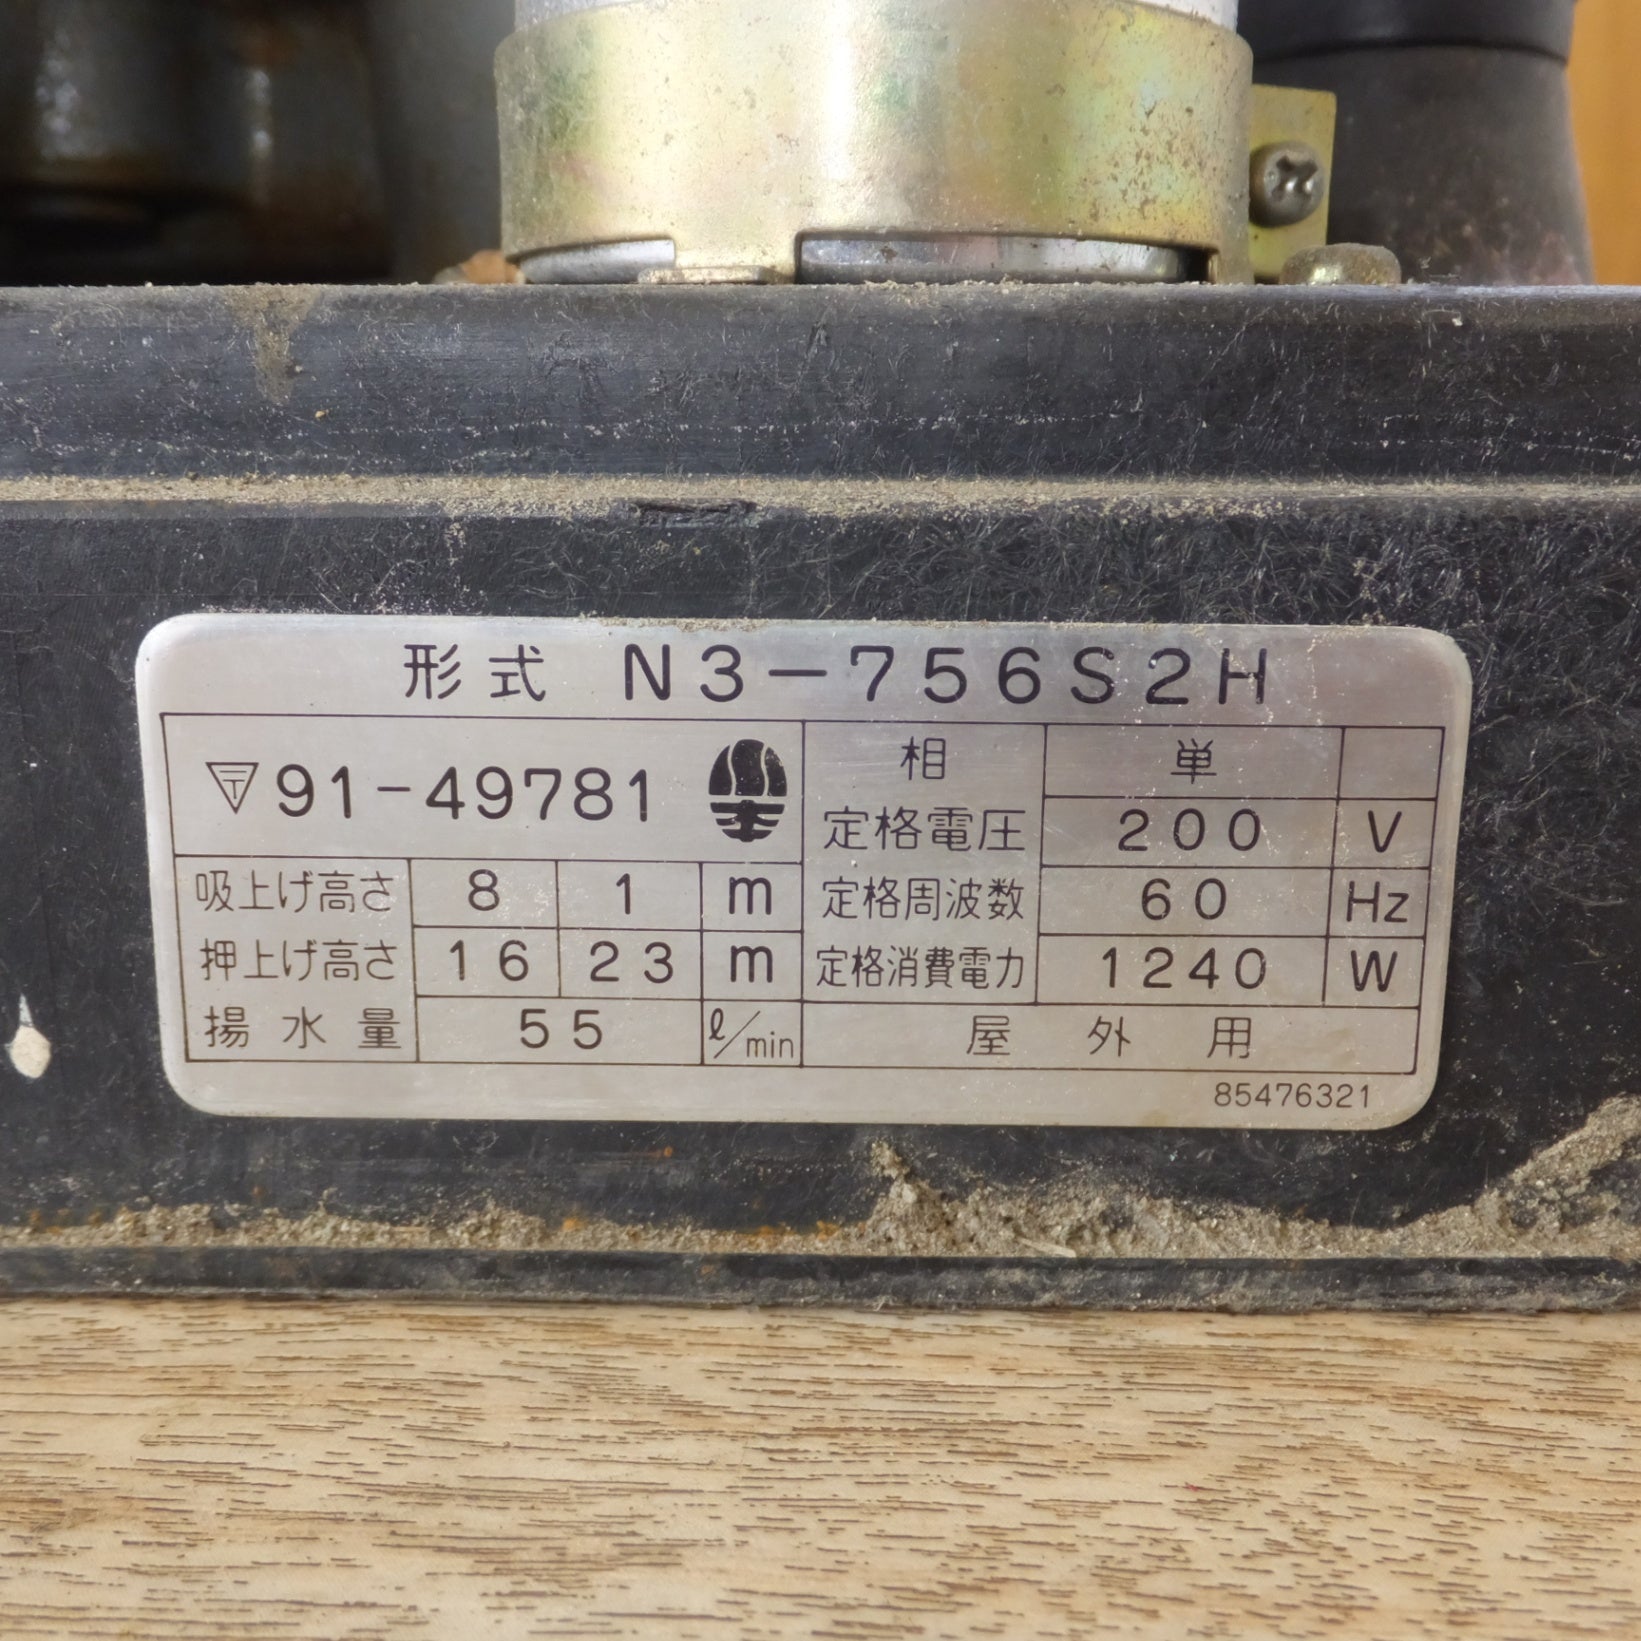 形式 N3-756S2H
〒91-49781
吸上げ高さ 8 1 m
押上げ高さ 16 23 m
揚水量 55 ℓ/min
相 単
定格電圧 200 V
定格周波数 60 Hz
定格消費電力 1240 W
屋外用
85476321